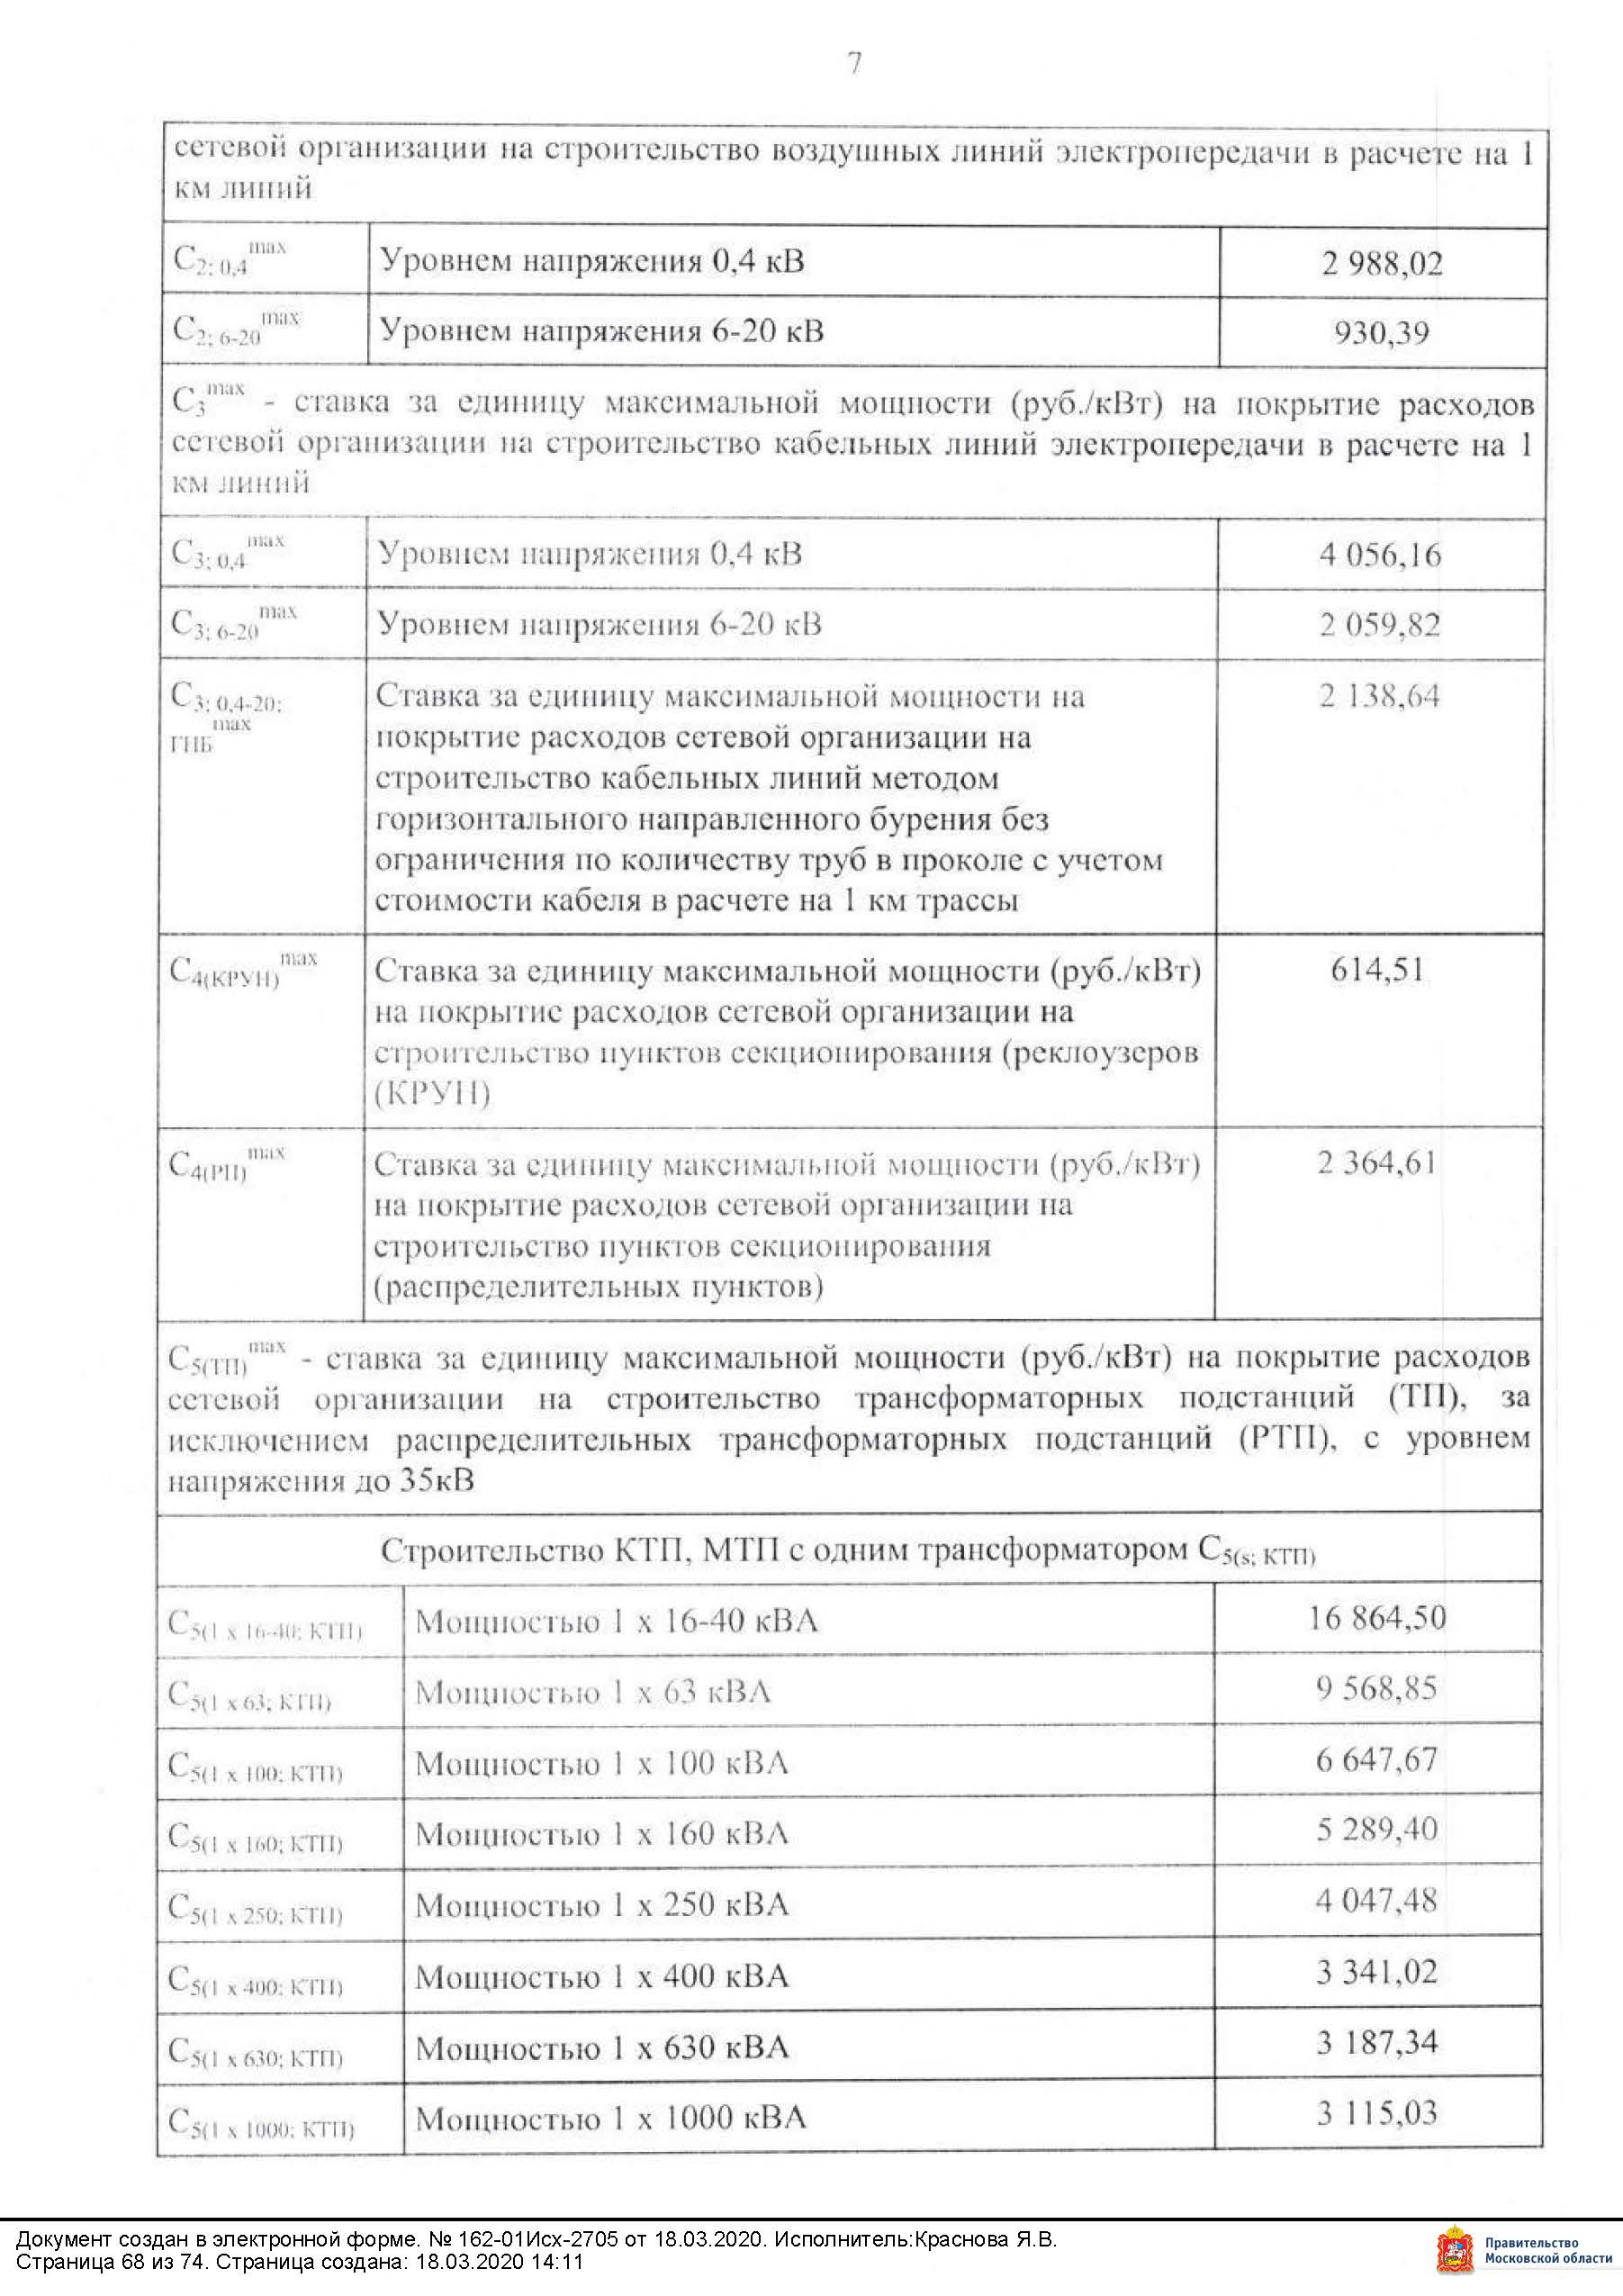 7
сетевой организации на строительство воздушных линий электропередачи в расчете на 1
км линий
C2; 0,4 max Уровнем напряжения 0,4 кВ 2 988,02
C2; 6-20 max Уровнем напряжения 6-20 кВ 930,39
C3 max - ставка за единицу максимальной мощности (руб./кВт) на покрытие расходов
сетевой организации на строительство кабельных линий электропередачи в расчете на 1
км линий
C3; 0,4 max Уровнем напряжения 0,4 кВ 4 056,16
C3; 6-20 max Уровнем напряжения 6-20 кВ 2 059,82
C3; 0,4-20; ГНБ max Ставка за единицу максимальной мощности на 2 138,64
покрытие расходов сетевой организации на
строительство кабельных линий методом
горизонтального направленного бурения без
ограничения по количеству труб в проколе с учетом
стоимости кабеля в расчете на 1 км трассы
C4(КРУН) max Ставка за единицу максимальной мощности (руб./кВт) 614,51
на покрытие расходов сетевой организации на
строительство пунктов секционирования (реклоузеров
(КРУН)
C4(РП) max Ставка за единицу максимальной мощности (руб./кВт) 2 364,61
на покрытие расходов сетевой организации на
строительство пунктов секционирования
(распределительных пунктов)
C5(ТП) max - ставка за единицу максимальной мощности (руб./кВт) на покрытие расходов
сетевой организации на строительство трансформаторных подстанций (ТП), за
исключением распределительных трансформаторных подстанций (РТП), с уровнем
напряжения до 35кВ
Строительство КТП, МТП с одним трансформатором C5(s; КТП)
C5(1 х 16-40; КТП) Мощностью 1 х 16-40 кВА 16 864,50
C5(1 х 63; КТП) Мощностью 1 х 63 кВА 9 568,85
C5(1 х 100; КТП) Мощностью 1 х 100 кВА 6 647,67
C5(1 х 160; КТП) Мощностью 1 х 160 кВА 5 289,40
C5(1 х 250; КТП) Мощностью 1 х 250 кВА 4 047,48
C5(1 х 400; КТП) Мощностью 1 х 400 кВА 3 341,02
C5(1 х 630; КТП) Мощностью 1 х 630 кВА 3 187,34
C5(1 х 1000; КТП) Мощностью 1 х 1000 кВА 3 115,03
Документ создан в электронной форме. № 162-01Исх-2705 от 18.03.2020. Исполнитель:Краснова Я.В.
Страница 68 из 74. Страница создана: 18.03.2020 14:11
Правительство
Московской области